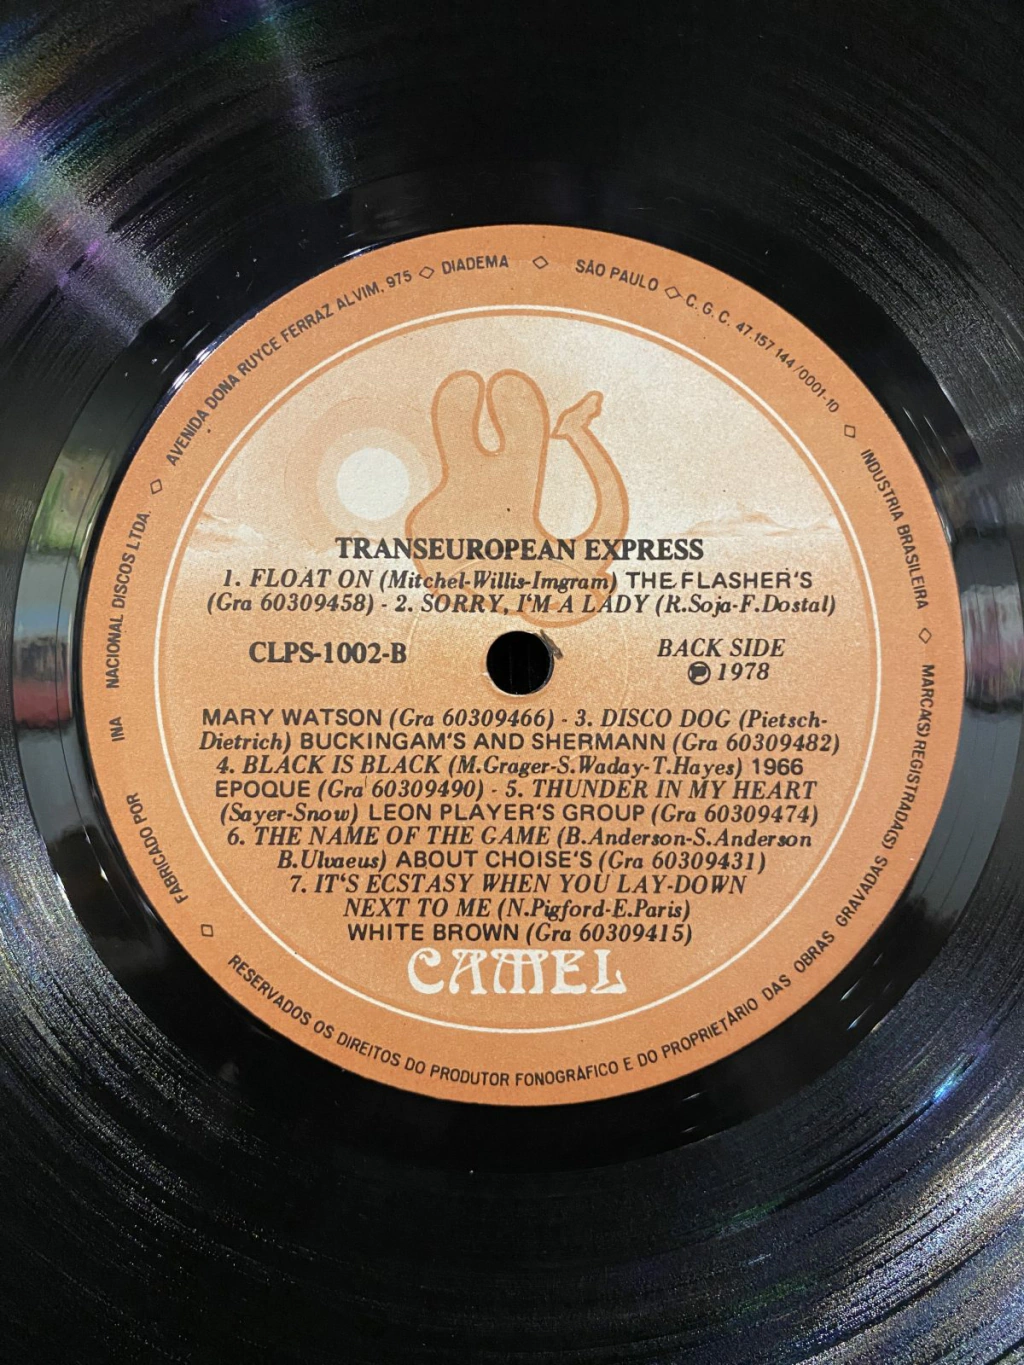 FABRICADO POR INA NACIONAL DISCOS LTDA. ◇ AVENIDA DONA RUYCE FERRAZ ALVIM, 975 ◇ DIADEMA ◇ SÃO PAULO ◇ C.G.C. 47.157.144/0001-10 ◇ INDUSTRIA BRASILEIRA ◇ MARCA(S) REGISTRADA(S)
RESERVADOS OS DIREITOS DO PRODUTOR FONOGRÁFICO E DO PROPRIETÁRIO DAS OBRAS GRAVADAS
TRANSEUROPEAN EXPRESS
1. FLOAT ON (Mitchel-Willis-Imgram) THE FLASHER'S
(Gra 60309458) - 2. SORRY, I'M A LADY (R.Soja-F.Dostal)
CLPS-1002-B
BACK SIDE
Ⓟ 1978
MARY WATSON (Gra 60309466) - 3. DISCO DOG (Pietsch-
Dietrich) BUCKINGAM'S AND SHERMANN (Gra 60309482)
4. BLACK IS BLACK (M.Grager-S.Waday-T.Hayes) 1966
EPOQUE (Gra 60309490) - 5. THUNDER IN MY HEART
(Sayer-Snow) LEON PLAYER'S GROUP (Gra 60309474)
6. THE NAME OF THE GAME (B.Anderson-S.Anderson
B.Ulvaeus) ABOUT CHOISE'S (Gra 60309431)
7. IT'S ECSTASY WHEN YOU LAY-DOWN
NEXT TO ME (N.Pigford-E.Paris)
WHITE BROWN (Gra 60309415)
CAMEL